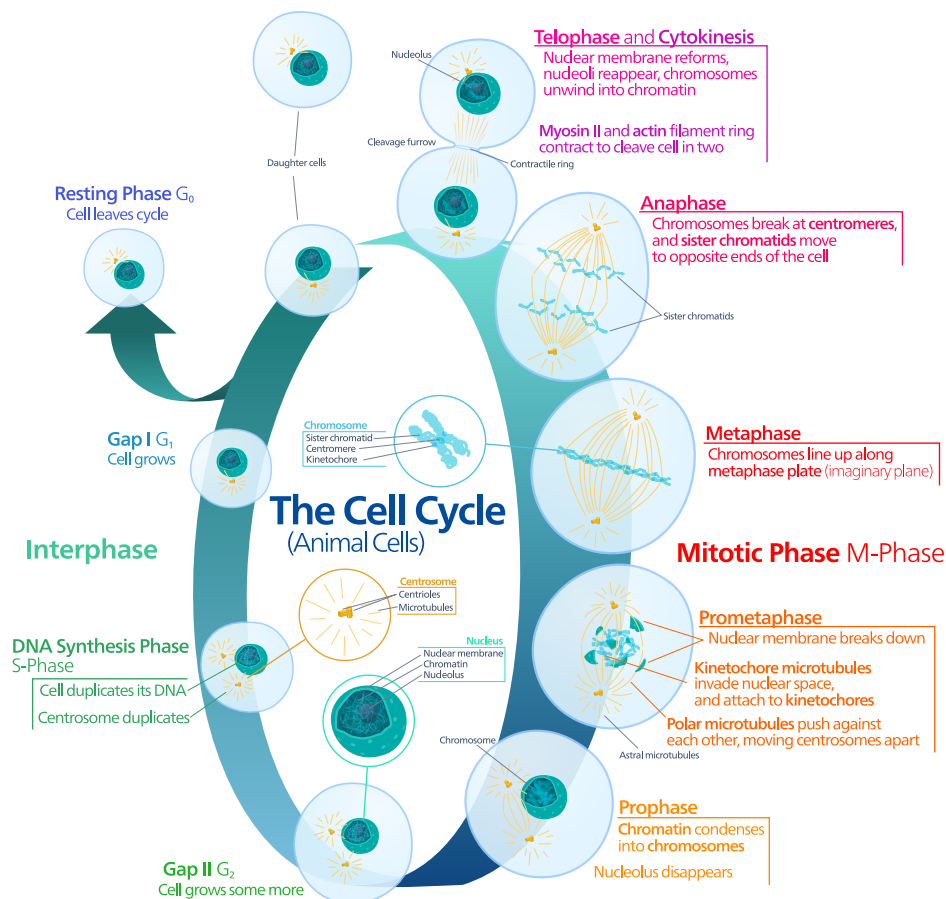 Telophase and Cytokinesis
Nuclear membrane reforms,
nudeoli reappear, chromosomes
unwind into chromatin
Myosin II and actin filament ring
contract to cleave cell in two
Nucleolus
Cleavage furrow
Contractile ring
Daughter cells
Resting Phase G₀
Cell leaves cycle
Anaphase
Chromosomes break at centromeres,
and sister chromatids move
to opposite ends of the cell
Sister chromatids
Gap I G₁
Cell grows
Chromosome
Sister chromatid
Centromere
Kinetochore
Metaphase
Chromosomes line up along
metaphase plate (imaginary plane)
The Cell Cycle
(Animal Cells)
Interphase
Mitotic Phase M-Phase
Centrosome
Centrioles
Microtubules
Prometaphase
Nuclear membrane breaks down
Kinetochore microtubules
invade nuclear space,
and attach to kinetochores
Polar microtubules push against
each other, moving centrosomes apart
Astral microtubules
DNA Synthesis Phase
S-Phase
Cell duplicates its DNA
Centrosome duplicates
Nucleus
Nudear membrane
Chromatin
Nucleolus
Chromosome
Prophase
Chromatin condenses
into chromosomes
Nucleolus disappears
Gap II G₂
Cell grows some more